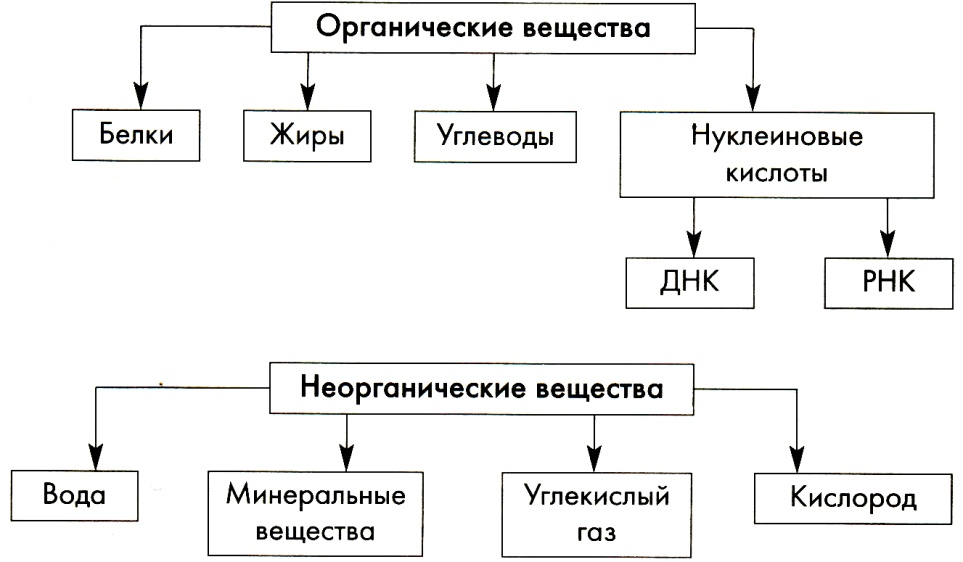 Органические вещества
Белки
Жиры
Углеводы
Нуклеиновые
кислоты
ДНК
РНК
Неорганические вещества
Вода
Минеральные
вещества
Углекислый
газ
Кислород